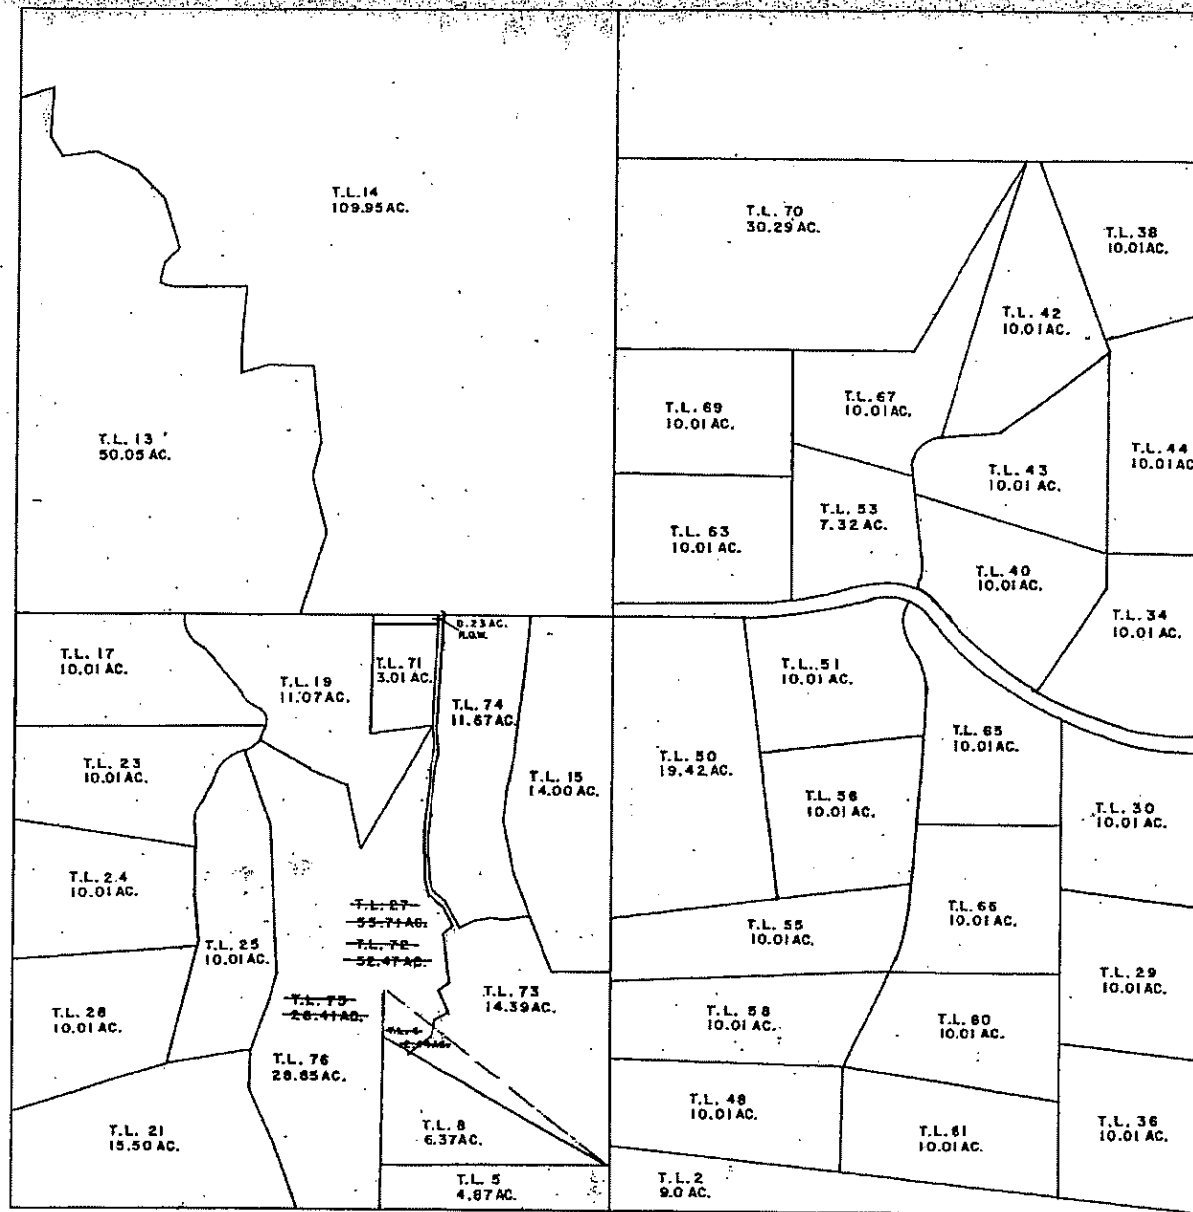 T.L. 14
109.95 AC.
T.L. 70
30.29 AC.
T.L. 38
10.01 AC.
T.L. 42
10.01 AC.
T.L. 67
10.01 AC.
T.L. 69
10.01 AC.
T.L. 13
50.05 AC.
T.L. 44
10.01 AC
T.L. 43
10.01 AC.
T.L. 53
7.32 AC.
T.L. 63
10.01 AC.
T.L. 40
10.01 AC.
T.L. 34
10.01 AC.
0.23 AC.
R.O.W.
T.L. 17
10.01 AC.
T.L. 71
3.01 AC.
T.L. 19
11.07 AC.
T.L. 74
11.67 AC.
T.L. 51
10.01 AC.
T.L. 65
10.01 AC.
T.L. 23
10.01 AC.
T.L. 15
14.00 AC.
T.L. 50
19.42 AC.
T.L. 56
10.01 AC.
T.L. 30
10.01 AC.
T.L. 24
10.01 AC.
T.L. 27
55.71 AC.
T.L. 72
52.47 AC.
T.L. 66
10.01 AC.
T.L. 55
10.01 AC.
T.L. 25
10.01 AC.
T.L. 29
10.01 AC.
T.L. 75
26.41 AC.
T.L. 73
14.39 AC.
T.L. 28
10.01 AC.
T.L. 58
10.01 AC.
T.L. 60
10.01 AC.
T.L. 76
28.85 AC.
T.L. 48
10.01 AC.
T.L. 8
6.37 AC.
T.L. 21
15.50 AC.
T.L. 61
10.01 AC.
T.L. 36
10.01 AC.
T.L. 5
4.87 AC.
T.L. 2
9.0 AC.